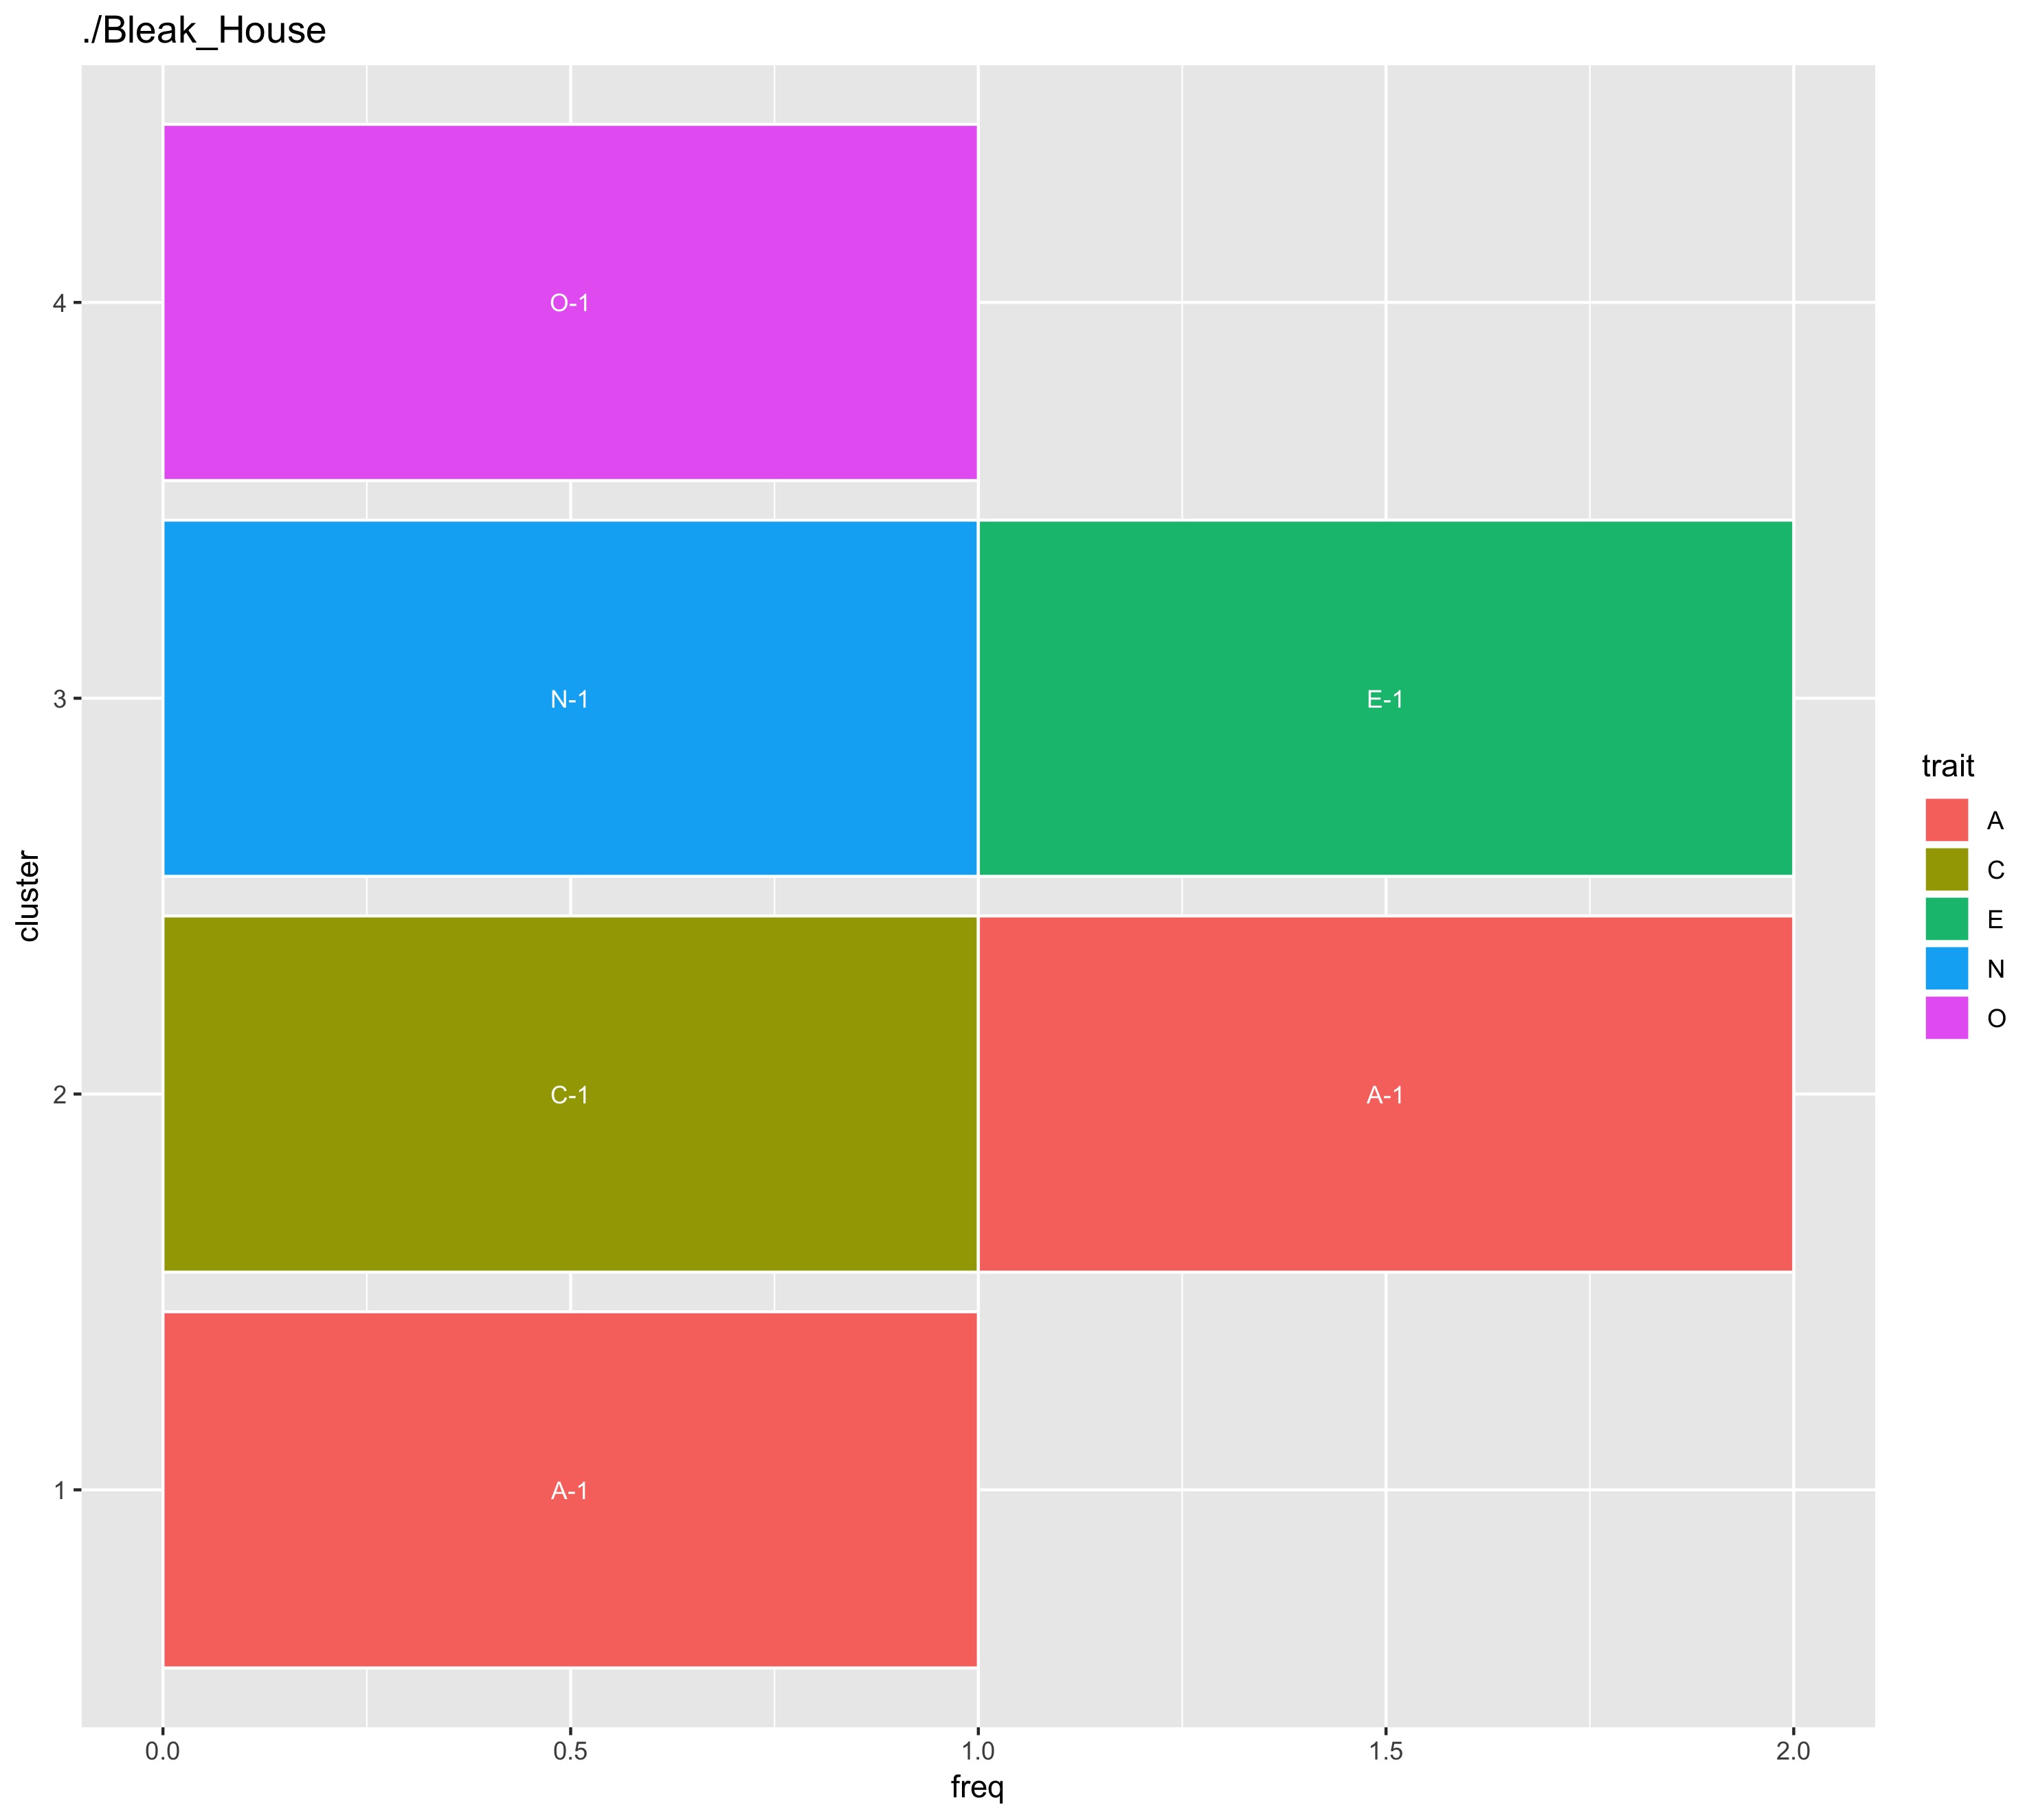 ./Bleak_House
4
O-1
3
N-1
E-1
cluster
2
C-1
A-1
1
A-1
0.0
0.5
1.0
1.5
2.0
freq
trait
A
C
E
N
O